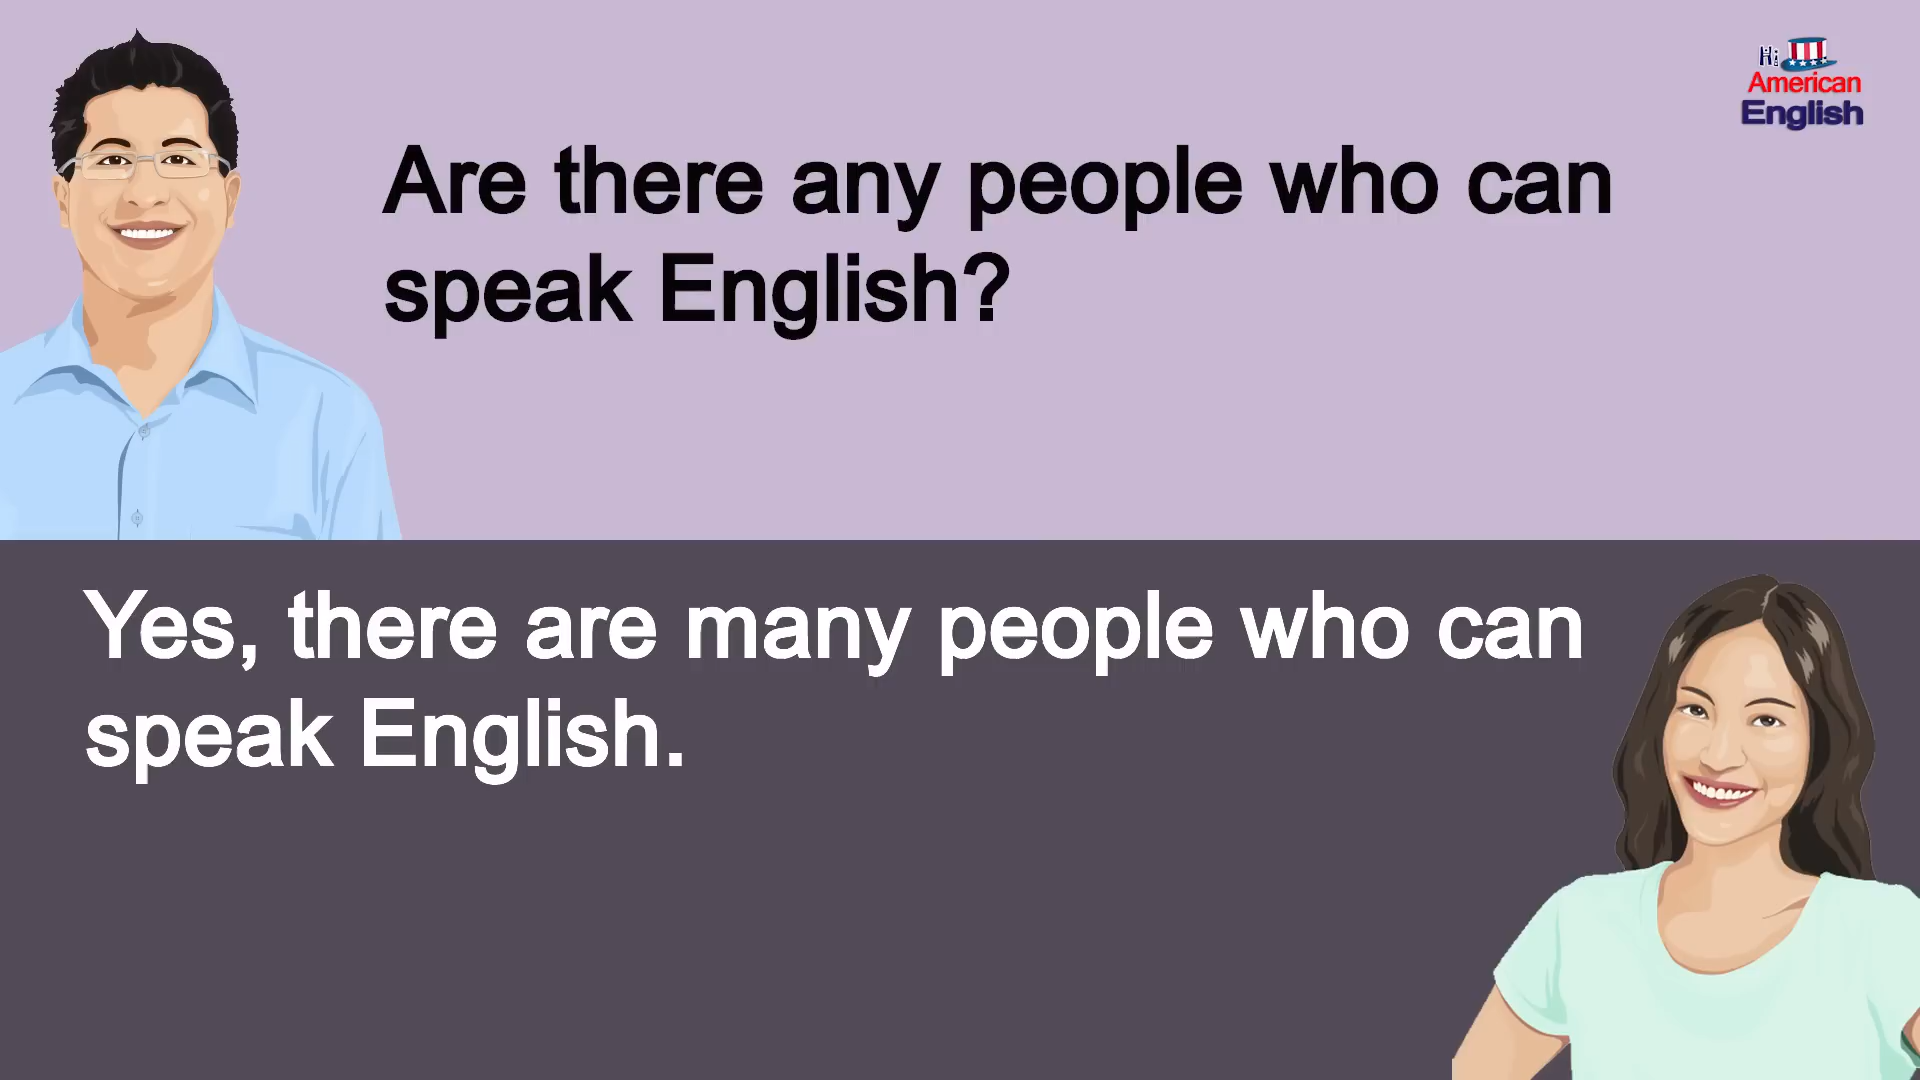 Hi
American
English
Are there any people who can
speak English?
Yes, there are many people who can
speak English.